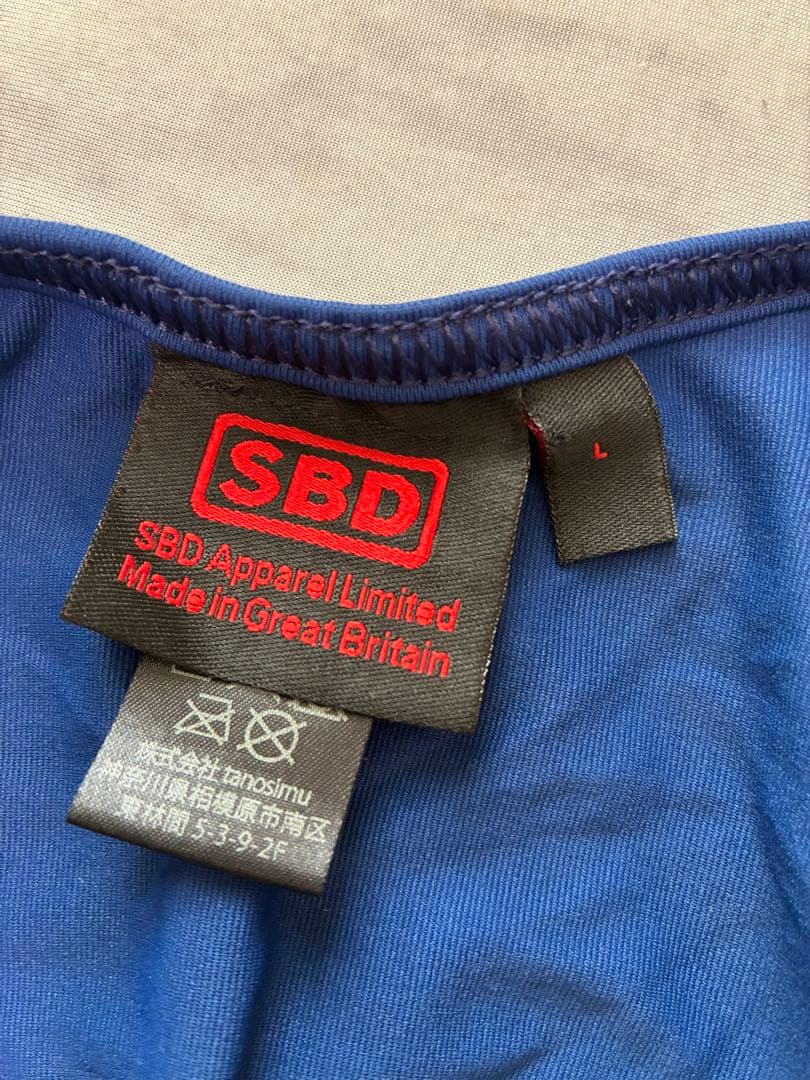 SBD
SBD Apparel Limited
Made in Great Britain
L
株式会社 tanosimu
神奈川県相模原市南区
東林間 5-3-9-2F